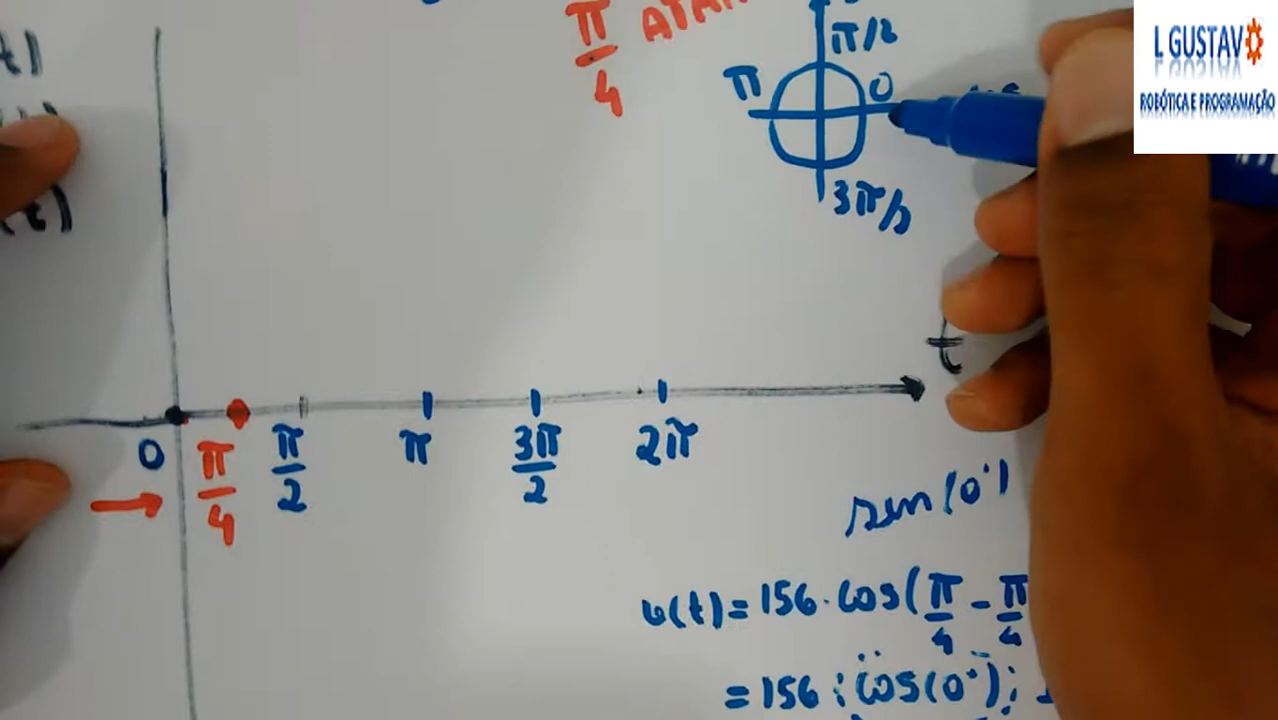 L GUSTAVO
ROBÓTICA E PROGRAMAÇÃO
π/4
π/2
π
0
3π/2
t
0
π/4
π/2
π
3π/2
2π
sen(0°)
v(t) = 156 · cos(π/4 - π/4
= 156 : cos(0°) :